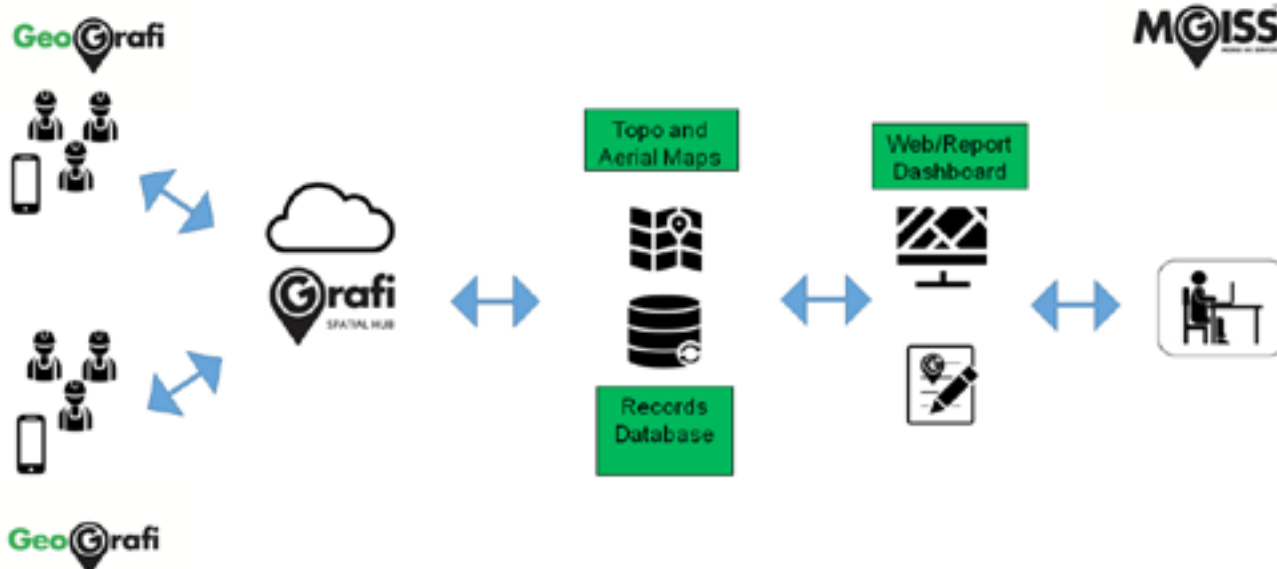 GeoGrafi
MGISS
Topo and
Aerial Maps
Web/Report
Dashboard
Grafi
SPATIAL HUB
Records
Database
GeoGrafi